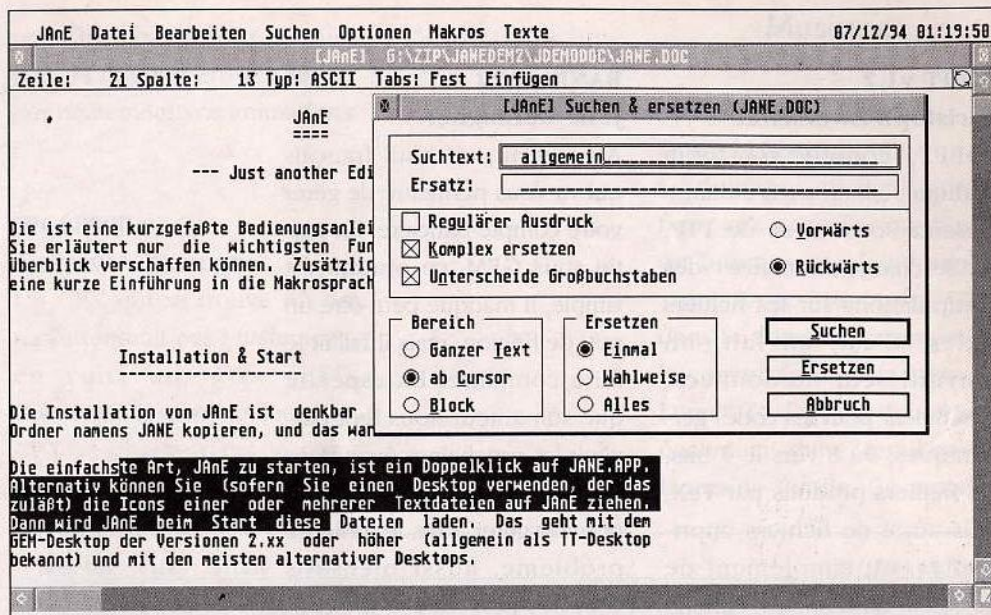 JAnE Datei Bearbeiten Suchen Optionen Makros Texte 07/12/94 01:19:50
[JAnE] G:\ZIP\JANEDEM2\JDEMODOC\JANE.DOC
Zeile: 21 Spalte: 13 Typ: ASCII Tabs: Fest Einfügen
JAnE
====
--- Just another Edi
Die ist eine kurzgefaßte Bedienungsanlei
Sie erläutert nur die wichtigsten Fun
überblick verschaffen können. Zusätzlic
eine kurze Einführung in die Makrosprach
Installation & Start
--------------------
Die Installation von JAnE ist denkbar
Ordner namens JANE kopieren, und das war
Die einfachste Art, JAnE zu starten, ist ein Doppelklick auf JANE.APP.
Alternativ können Sie (sofern Sie einen Desktop verwenden, der das
zuläßt) die Icons einer oder mehrerer Textdateien auf JAnE ziehen.
Dann wird JAnE beim Start diese Dateien laden. Das geht mit dem
GEM-Desktop der Versionen 2.xx oder höher (allgemein als TT-Desktop
bekannt) und mit den meisten alternativer Desktops.
[JAnE] Suchen & ersetzen (JANE.DOC)
Suchtext: allgemein
Ersatz:
Regulärer Ausdruck
Komplex ersetzen
Unterscheide Großbuchstaben
Vorwärts
Rückwärts
Bereich
Ganzer Text
ab Cursor
Block
Ersetzen
Einmal
Wahlweise
Alles
Suchen
Ersetzen
Abbruch